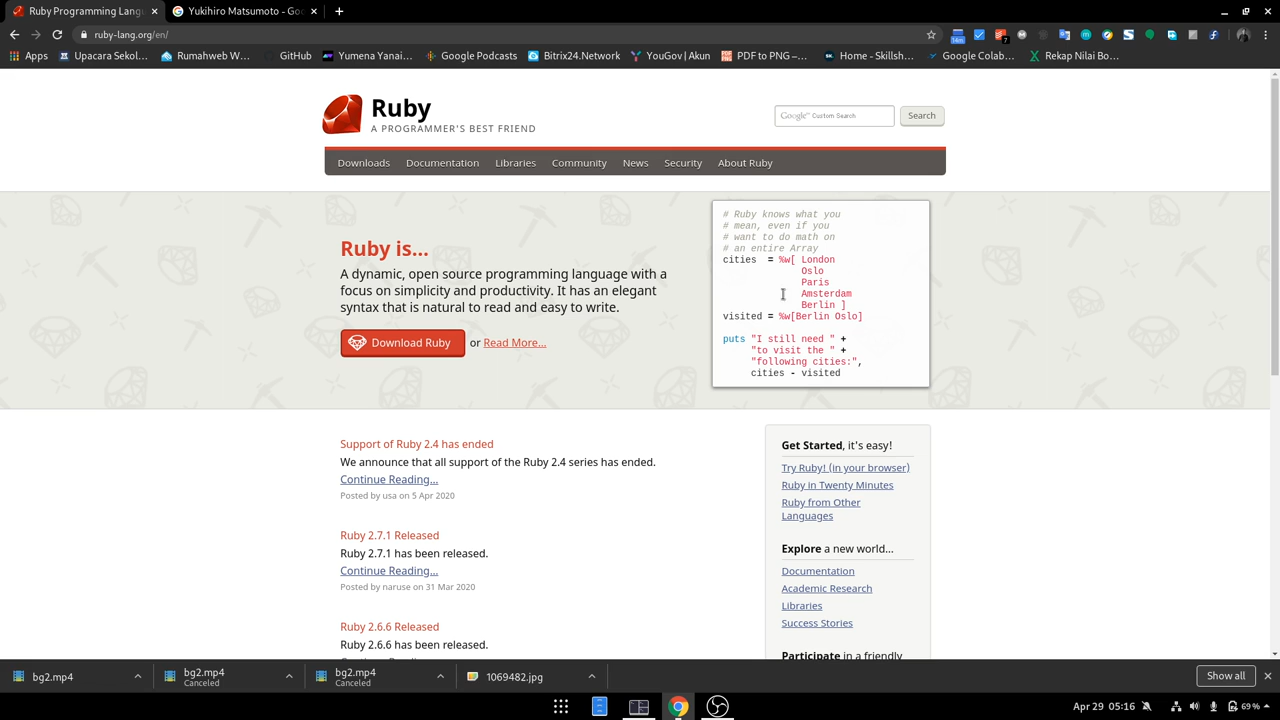 Ruby Programming Lang
Yukihiro Matsumoto - Goo
ruby-lang.org/en/
Apps
Upacara Sekol...
Rumahweb W...
GitHub
Yumena Yanai...
Google Podcasts
Bitrix24.Network
YouGov | Akun
PDF to PNG –...
Home - Skillsh...
Google Colab...
Rekap Nilai Bo...
Ruby
A PROGRAMMER'S BEST FRIEND
Google™ Custom Search
Search
Downloads
Documentation
Libraries
Community
News
Security
About Ruby
Ruby is...
A dynamic, open source programming language with a
focus on simplicity and productivity. It has an elegant
syntax that is natural to read and easy to write.
Download Ruby
or Read More...
# Ruby knows what you
# mean, even if you
# want to do math on
# an entire Array
cities = %w[ London
Oslo
Paris
Amsterdam
Berlin ]
visited = %w[Berlin Oslo]
puts "I still need " +
"to visit the " +
"following cities:",
cities - visited
Support of Ruby 2.4 has ended
We announce that all support of the Ruby 2.4 series has ended.
Continue Reading...
Posted by usa on 5 Apr 2020
Ruby 2.7.1 Released
Ruby 2.7.1 has been released.
Continue Reading...
Posted by naruse on 31 Mar 2020
Ruby 2.6.6 Released
Ruby 2.6.6 has been released.
Get Started, it's easy!
Try Ruby! (in your browser)
Ruby in Twenty Minutes
Ruby from Other
Languages
Explore a new world...
Documentation
Academic Research
Libraries
Success Stories
Participate in a friendly
bg2.mp4
bg2.mp4
Canceled
bg2.mp4
Canceled
1069482.jpg
Show all
Apr 29 05:16
69 %